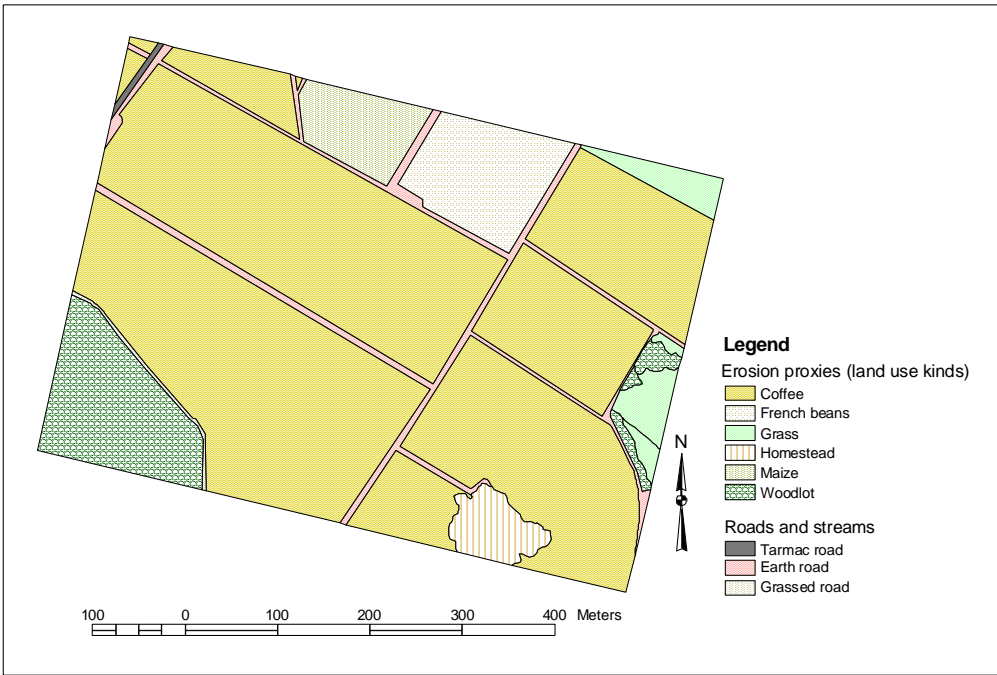 Legend
Erosion proxies (land use kinds)
Coffee
French beans
Grass
Homestead
Maize
Woodlot
N
Roads and streams
Tarmac road
Earth road
Grassed road
100 0 100 200 300 400 Meters